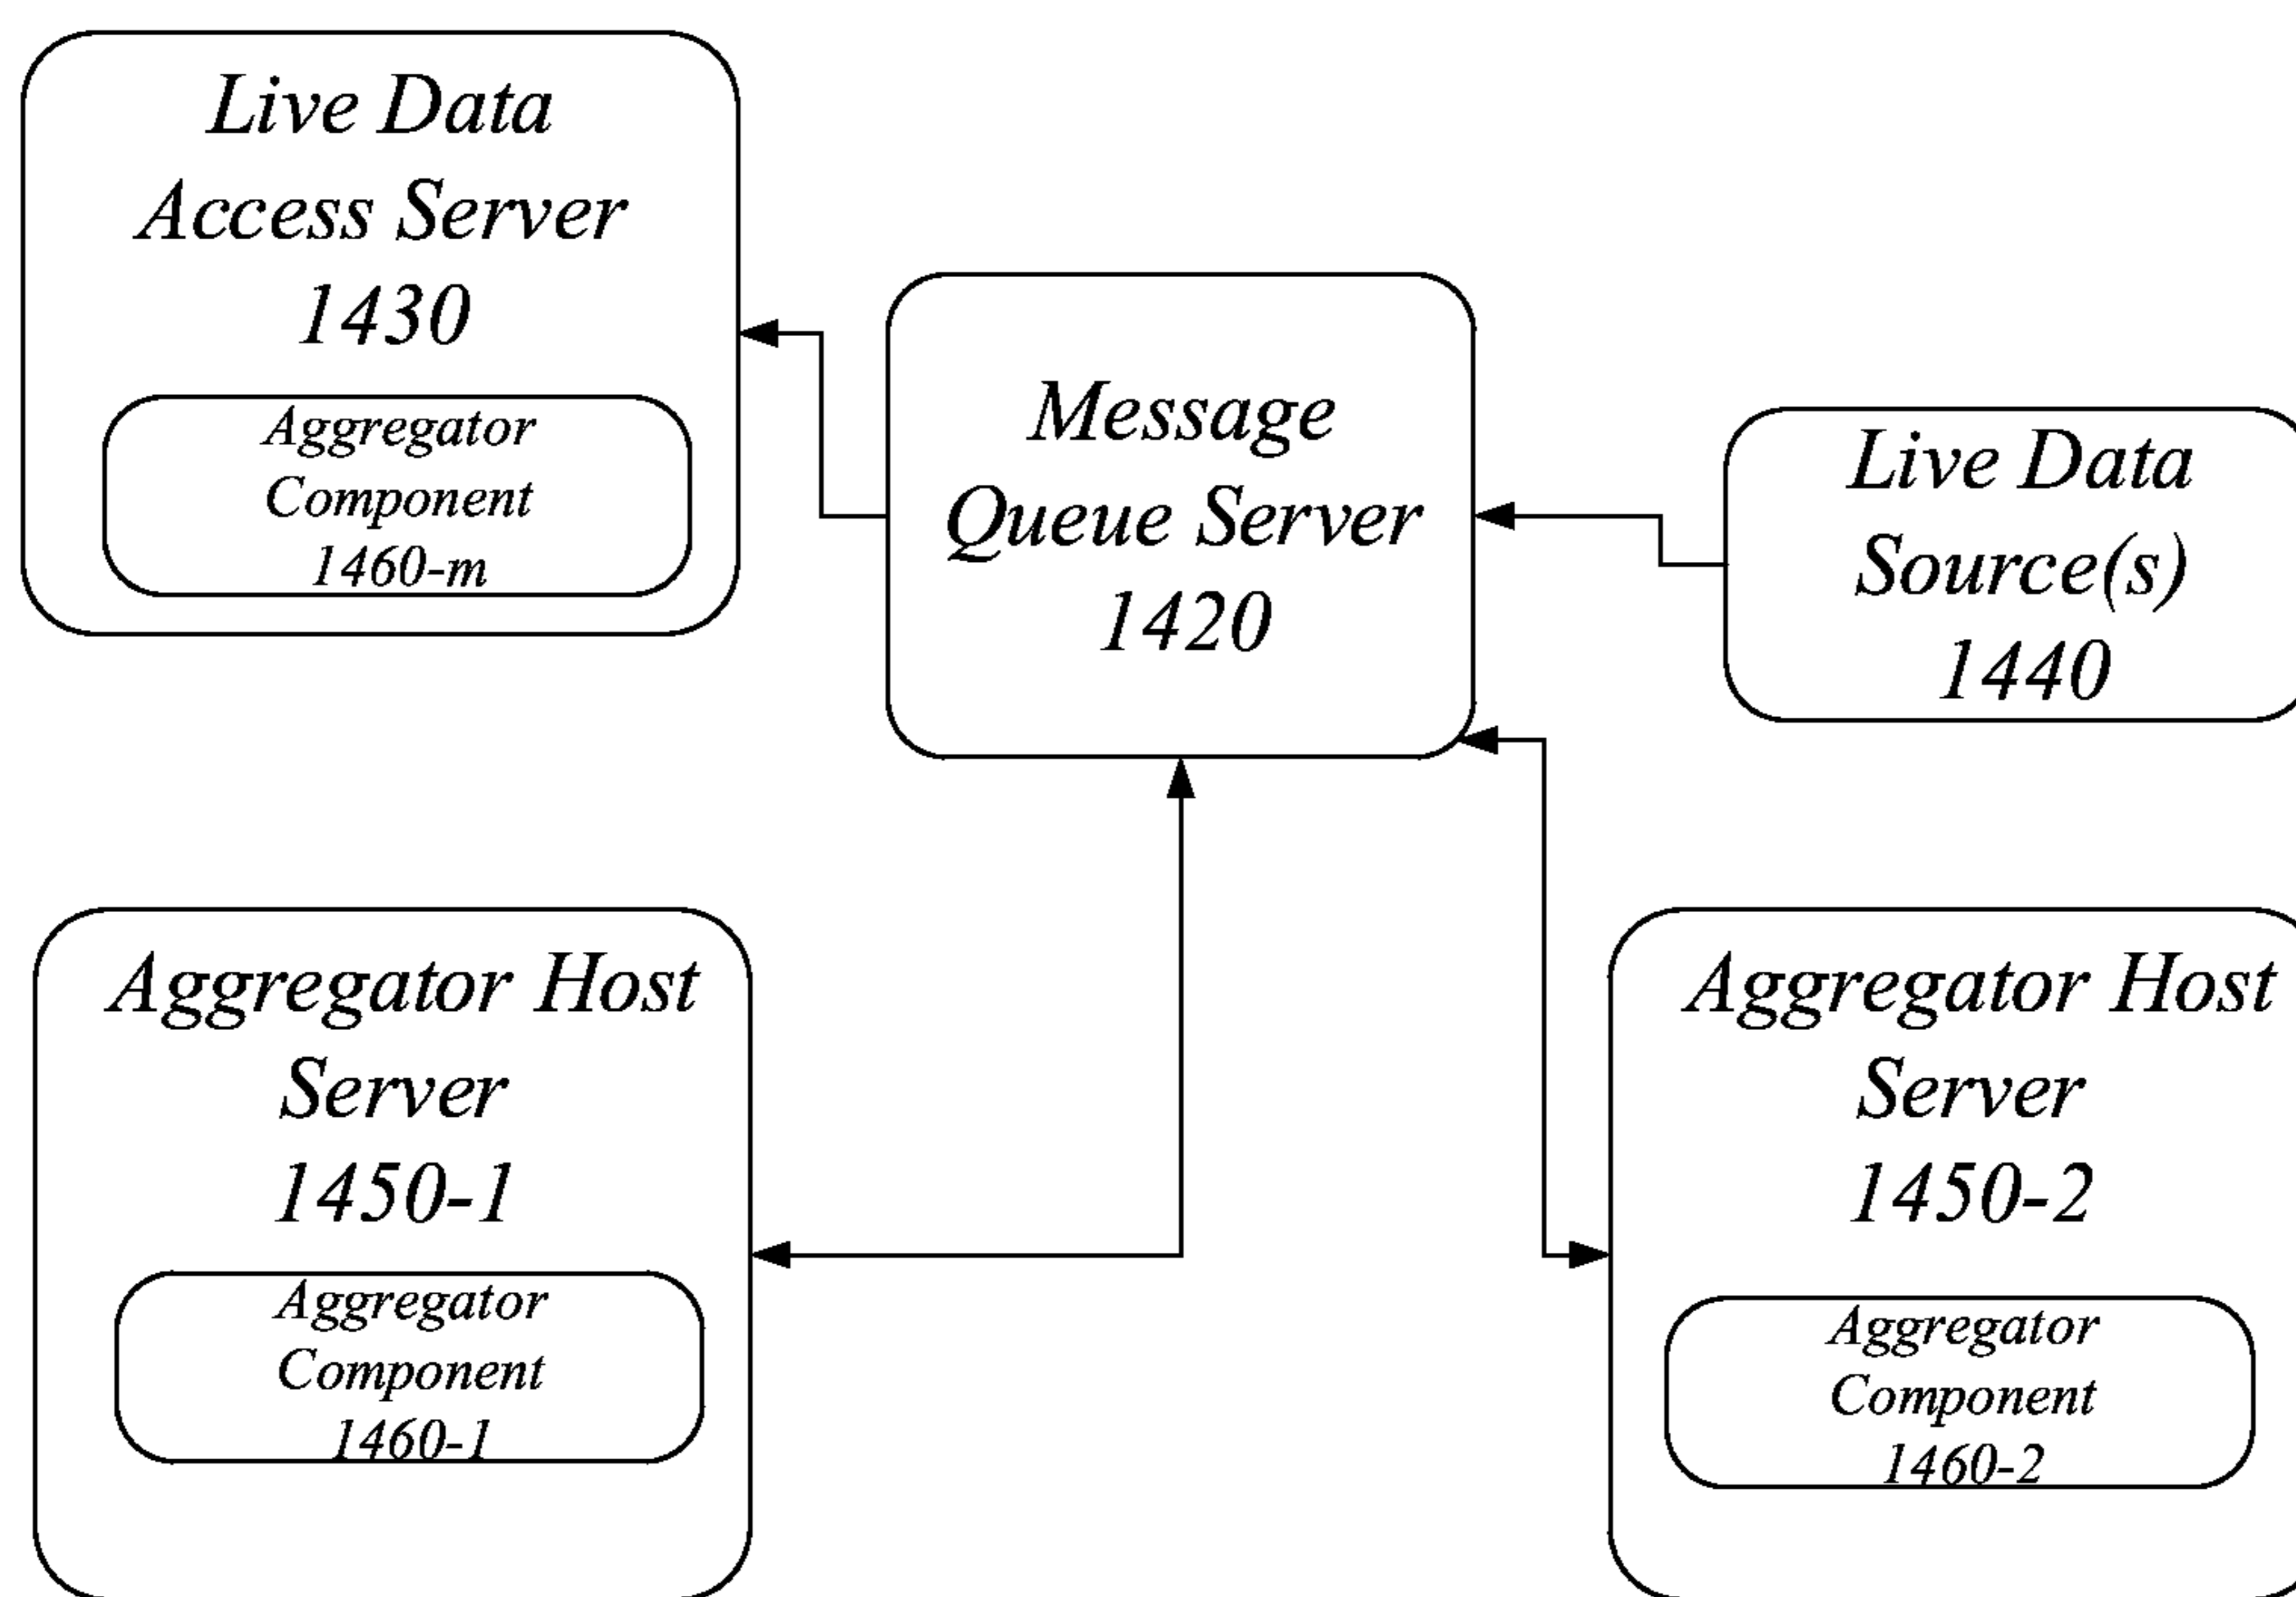 Live Data
Access Server
1430
Aggregator
Component
1460-m
Message
Queue Server
1420
Live Data
Source(s)
1440
Aggregator Host
Server
1450-1
Aggregator
Component
1460-1
Aggregator Host
Server
1450-2
Aggregator
Component
1460-2